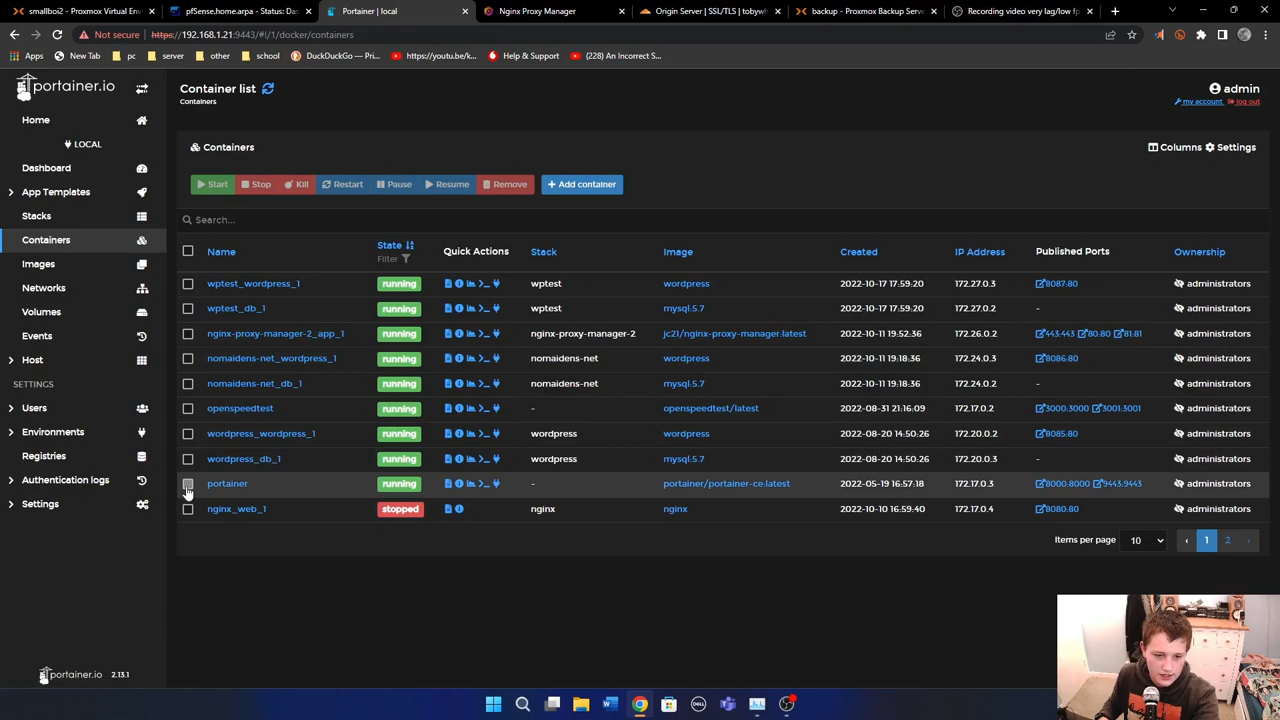 smallboi2 - Proxmox Virtual Env
pfSense.home.arpa - Status: Das
Portainer | local
Nginx Proxy Manager
Origin Server | SSL/TLS | tobywh
backup - Proxmox Backup Serve
Recording video very lag/low fp
Not secure
https://192.168.1.21:9443/#!/1/docker/containers
Apps
New Tab
pc
server
other
school
DuckDuckGo — Pri...
https://youtu.be/k...
Help & Support
(228) An Incorrect S...
portainer.io
Container list
Containers
admin
my account
log out
Home
LOCAL
Dashboard
App Templates
Stacks
Containers
Images
Networks
Volumes
Events
Host
SETTINGS
Users
Environments
Registries
Authentication logs
Settings
portainer.io 2.13.1
Containers
Columns
Settings
Start
Stop
Kill
Restart
Pause
Resume
Remove
Add container
Search...
Name State Filter Quick Actions Stack Image Created IP Address Published Ports Ownership
wptest_wordpress_1 running wptest wordpress 2022-10-17 17:59:20 172.27.0.3 8087:80 administrators
wptest_db_1 running wptest mysql:5.7 2022-10-17 17:59:20 172.27.0.2 - administrators
nginx-proxy-manager-2_app_1 running nginx-proxy-manager-2 jc21/nginx-proxy-manager:latest 2022-10-11 19:52:36 172.26.0.2 443:443 80:80 81:81 administrators
nomaidens-net_wordpress_1 running nomaidens-net wordpress 2022-10-11 19:18:36 172.24.0.3 8086:80 administrators
nomaidens-net_db_1 running nomaidens-net mysql:5.7 2022-10-11 19:18:36 172.24.0.2 - administrators
openspeedtest running - openspeedtest/latest 2022-08-31 21:16:09 172.17.0.2 3000:3000 3001:3001 administrators
wordpress_wordpress_1 running wordpress wordpress 2022-08-20 14:50:26 172.20.0.2 8085:80 administrators
wordpress_db_1 running wordpress mysql:5.7 2022-08-20 14:50:26 172.20.0.3 - administrators
portainer running - portainer/portainer-ce:latest 2022-05-19 16:57:18 172.17.0.3 8000:8000 9443:9443 administrators
nginx_web_1 stopped nginx nginx 2022-10-10 16:59:40 172.17.0.4 8080:80 administrators
Items per page 10 ‹ 1 2 ›